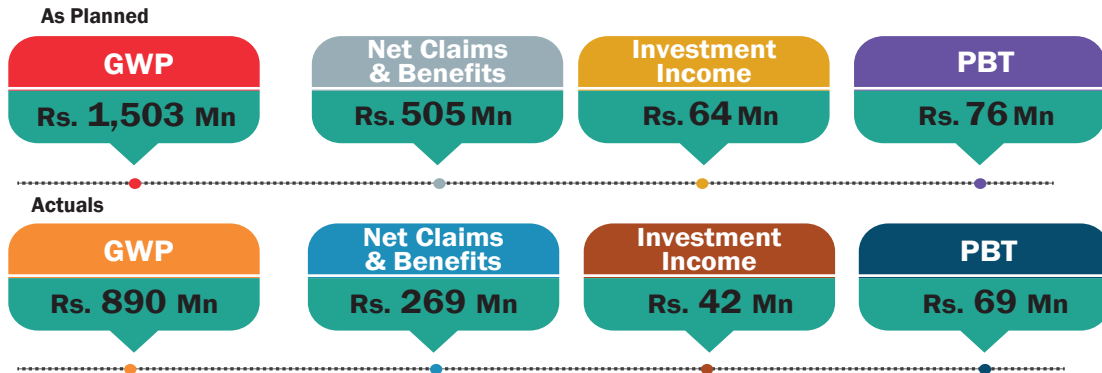 As Planned
GWP
Rs. 1,503 Mn
Net Claims
& Benefits
Rs. 505 Mn
Investment
Income
Rs. 64 Mn
PBT
Rs. 76 Mn
Actuals
GWP
Rs. 890 Mn
Net Claims
& Benefits
Rs. 269 Mn
Investment
Income
Rs. 42 Mn
PBT
Rs. 69 Mn